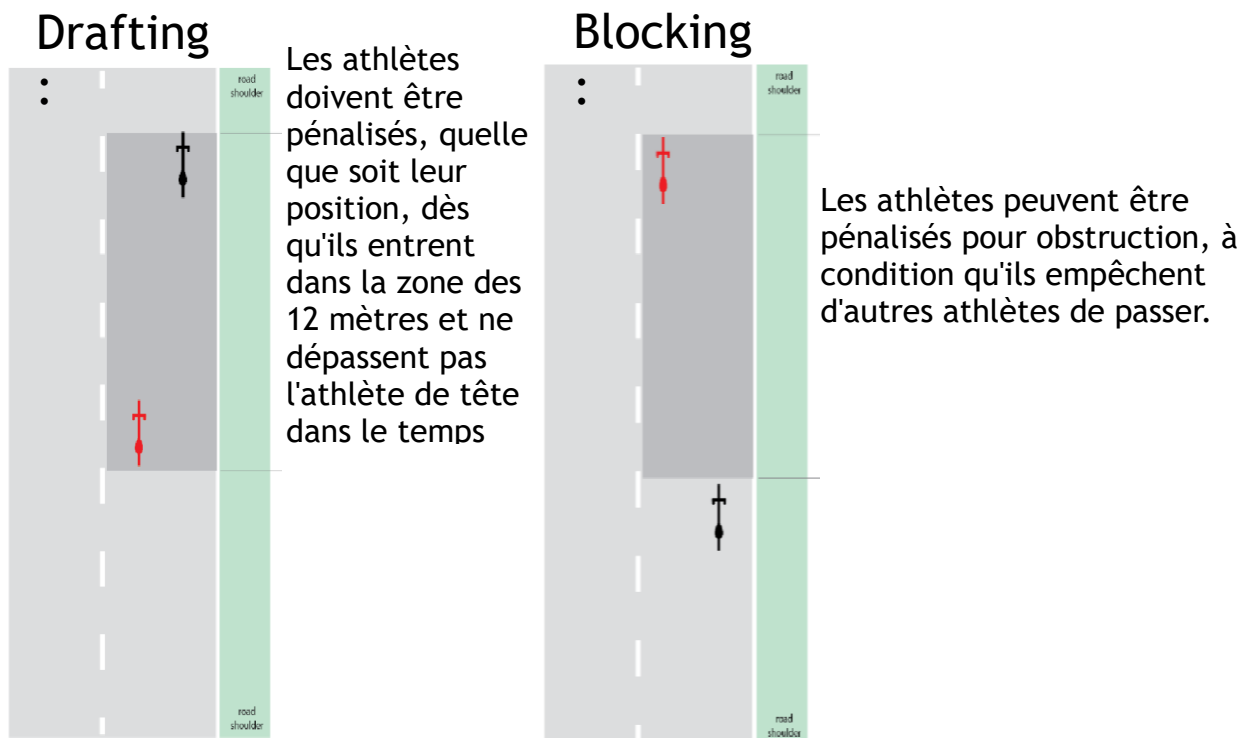 Drafting
:
road
shoulder
Les athlètes
doivent être
pénalisés, quelle
que soit leur
position, dès
qu'ils entrent
dans la zone des
12 mètres et ne
dépassent pas
l'athlète de tête
dans le temps
road
shoulder
Blocking
:
road
shoulder
Les athlètes peuvent être
pénalisés pour obstruction, à
condition qu'ils empêchent
d'autres athlètes de passer.
road
shoulder